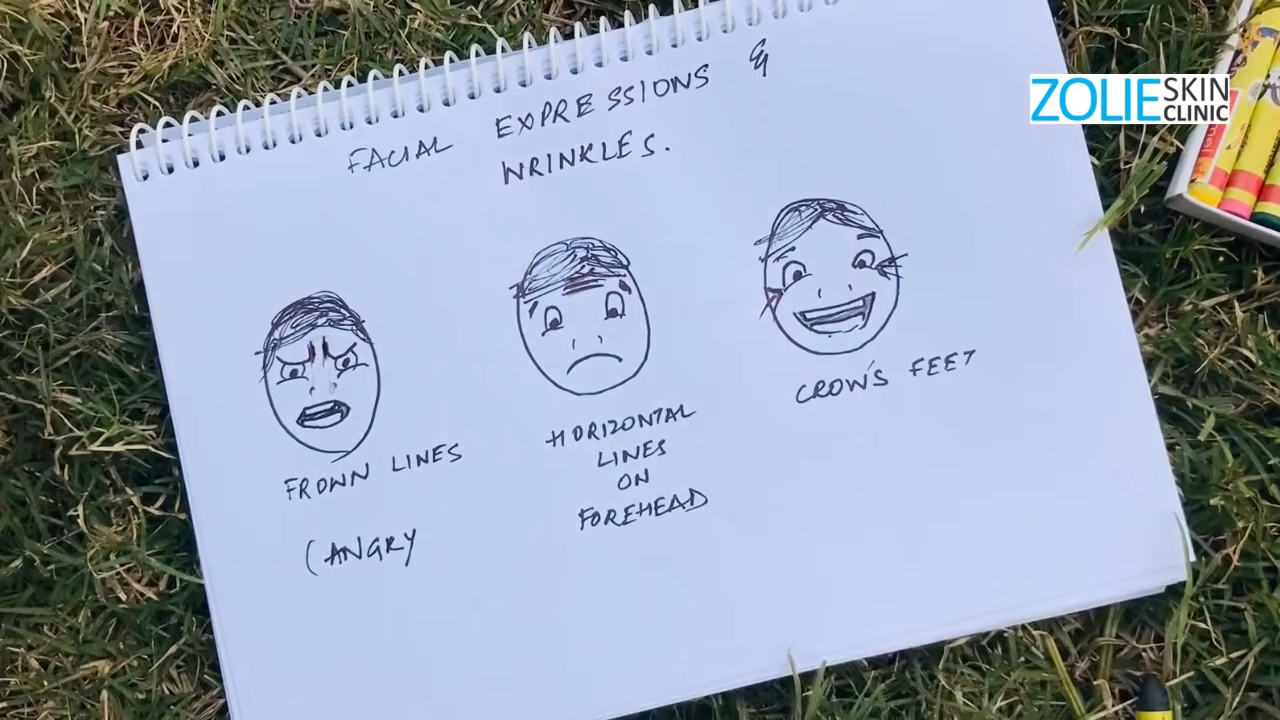 FACIAL EXPRESSIONS &
WRINKLES.
FROWN LINES
(ANGRY
HORIZONTAL
LINES
ON
FOREHEAD
CROW'S FEET
ZOLIE SKIN
CLINIC